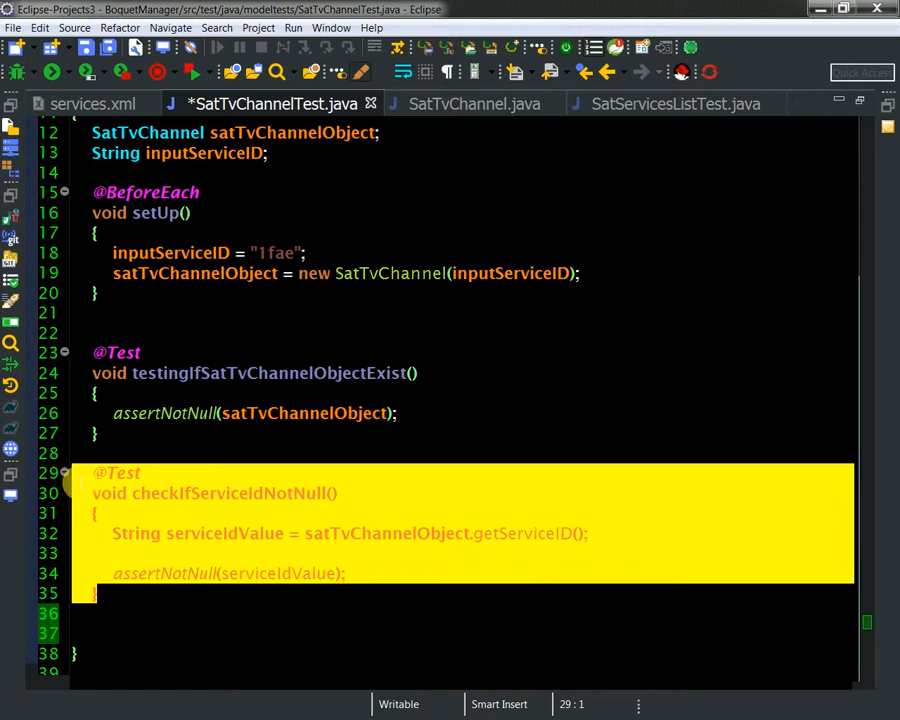 Eclipse-Projects3 - BoquetManager/src/test/java/modeltests/SatTvChannelTest.java - Eclipse
File Edit Source Refactor Navigate Search Project Run Window Help
Quick Access
services.xml *SatTvChannelTest.java SatTvChannel.java SatServicesListTest.java
12 SatTvChannel satTvChannelObject;
13 String inputServiceID;
14
15 @BeforeEach
16 void setUp()
17 {
18 inputServiceID = "1fae";
19 satTvChannelObject = new SatTvChannel(inputServiceID);
20 }
21
22
23 @Test
24 void testingIfSatTvChannelObjectExist()
25 {
26 assertNotNull(satTvChannelObject);
27 }
28
29 @Test
30 void checkIfServiceIdNotNull()
31 {
32 String serviceIdValue = satTvChannelObject.getServiceID();
33
34 assertNotNull(serviceIdValue);
35 }
36
37
38 }
39
Writable Smart Insert 29 : 1